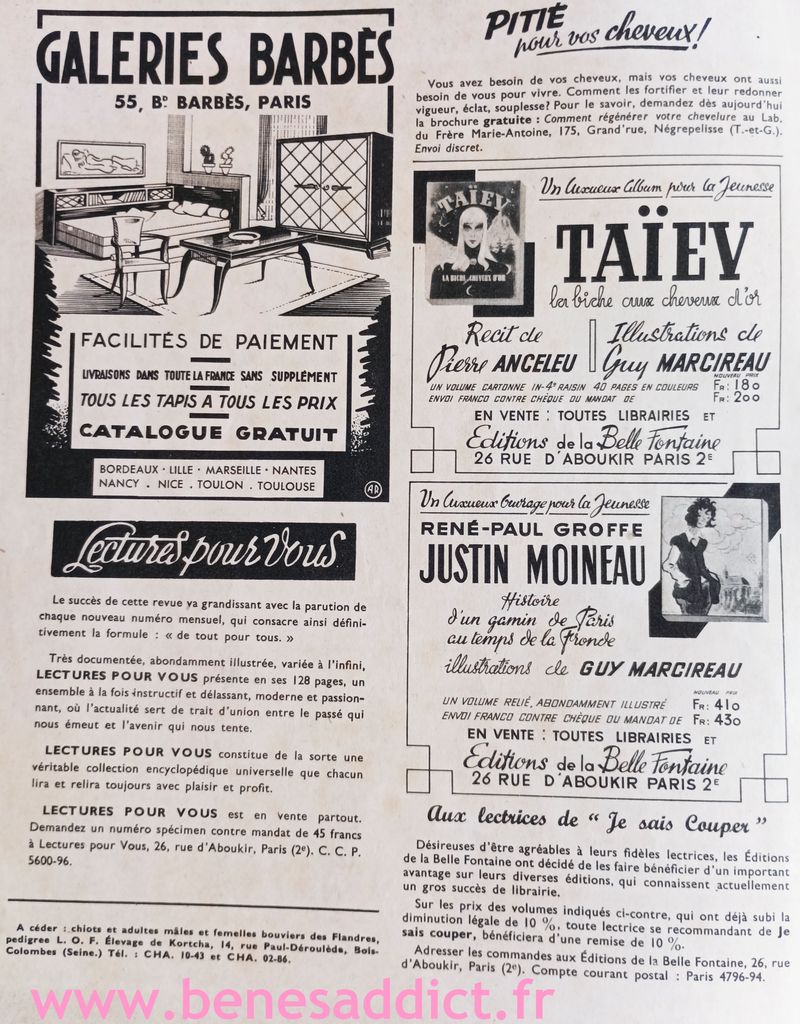 GALERIES BARBÈS
55, Bᴰ BARBÈS, PARIS
FACILITÉS DE PAIEMENT
LIVRAISONS DANS TOUTE LA FRANCE SANS SUPPLÉMENT
TOUS LES TAPIS A TOUS LES PRIX
CATALOGUE GRATUIT
BORDEAUX · LILLE · MARSEILLE · NANTES
NANCY . NICE . TOULON . TOULOUSE
AR
Lectures pour Vous
Le succès de cette revue va grandissant avec la parution de
chaque nouveau numéro mensuel, qui consacre ainsi défini-
tivement la formule : « de tout pour tous. »
Très documentée, abondamment illustrée, variée à l'infini,
LECTURES POUR VOUS présente en ses 128 pages, un
ensemble à la fois instructif et délassant, moderne et passion-
nant, où l'actualité sert de trait d'union entre le passé qui
nous émeut et l'avenir qui nous tente.
LECTURES POUR VOUS constitue de la sorte une
véritable collection encyclopédique universelle que chacun
lira et relira toujours avec plaisir et profit.
LECTURES POUR VOUS est en vente partout.
Demandez un numéro spécimen contre mandat de 45 francs
à Lectures pour Vous, 26, rue d'Aboukir, Paris (2ᵉ). C. C. P.
5600-96.
A céder : chiots et adultes mâles et femelles bouviers des Flandres,
pedigree L. O. F. Élevage de Kortcha, 14, rue Paul-Déroulède, Bois-
Colombes (Seine.) Tél. : CHA. 10-43 et CHA. 02-86.
PITIÉ
pour vos cheveux!
Vous avez besoin de vos cheveux, mais vos cheveux ont aussi
besoin de vous pour vivre. Comment les fortifier et leur redonner
vigueur, éclat, souplesse? Pour le savoir, demandez dès aujourd'hui
la brochure gratuite : Comment régénérer votre chevelure au Lab.
du Frère Marie-Antoine, 175, Grand'rue, Négrepelisse (T.-et-G.).
Envoi discret.
Un Luxueux Album pour la Jeunesse
TAÏEV
LA BICHE AUX CHEVEUX D'OR
TAÏEV
la biche aux cheveux d'or
Récit de
Pierre ANCELEU
Illustrations de
Guy MARCIREAU
NOUVEAU PRIX
UN VOLUME CARTONNE IN-4° RAISIN 40 PAGES EN COULEURS Fr: 180
ENVOI FRANCO CONTRE CHÈQUE OU MANDAT DE Fr: 200
EN VENTE : TOUTES LIBRAIRIES ET
Editions de la Belle Fontaine
26 RUE D'ABOUKIR PARIS 2ᴱ
Un Luxueux Ouvrage pour la Jeunesse
RENÉ-PAUL GROFFE
JUSTIN MOINEAU
Histoire
d'un gamin de Paris
au temps de la Fronde
illustrations de GUY MARCIREAU
NOUVEAU PRIX
UN VOLUME RELIÉ, ABONDAMMENT ILLUSTRÉ Fr: 410
ENVOI FRANCO CONTRE CHÈQUE OU MANDAT DE Fr: 430
EN VENTE : TOUTES LIBRAIRIES ET
Editions de la Belle Fontaine
26 RUE D'ABOUKIR PARIS 2ᴱ
Aux lectrices de “ Je sais Couper ”
Désireuses d'être agréables à leurs fidèles lectrices, les Éditions
de la Belle Fontaine ont décidé de les faire bénéficier d'un important
avantage sur leurs diverses éditions, qui connaissent actuellement
un gros succès de librairie.
Sur les prix des volumes indiqués ci-contre, qui ont déjà subi la
diminution légale de 10 %, toute lectrice se recommandant de Je
sais couper, bénéficiera d'une remise de 10 %.
Adresser les commandes aux Éditions de la Belle Fontaine, 26, rue
d'Aboukir, Paris (2ᵉ). Compte courant postal : Paris 4796-94.
www.benesaddict.fr